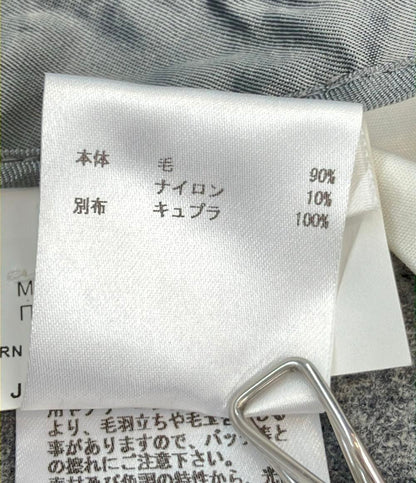 本体 毛 90%
ナイロン 10%
別布 キュプラ 100%
M
RN
J
より、毛羽立ちや毛玉
事がありますので、バッ
の擦れにご注意下さい。